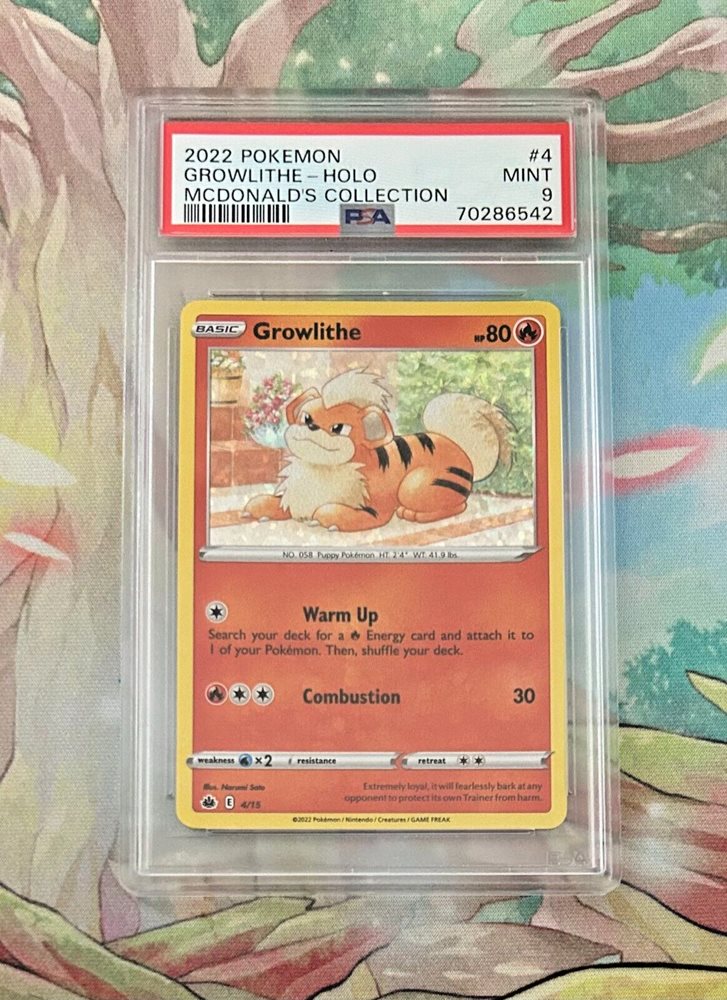 2022 POKEMON #4
GROWLITHE - HOLO MINT
MCDONALD'S COLLECTION 9
PSA 70286542
BASIC Growlithe HP 80
NO. 058 Puppy Pokémon HT: 2'4" WT: 41.9 lbs.
Warm Up
Search your deck for a Energy card and attach it to
1 of your Pokémon. Then, shuffle your deck.
Combustion 30
weakness ×2 resistance retreat
Illus. Narumi Sato
Extremely loyal, it will fearlessly bark at any
opponent to protect its own Trainer from harm.
E 4/15
©2022 Pokémon / Nintendo / Creatures / GAME FREAK